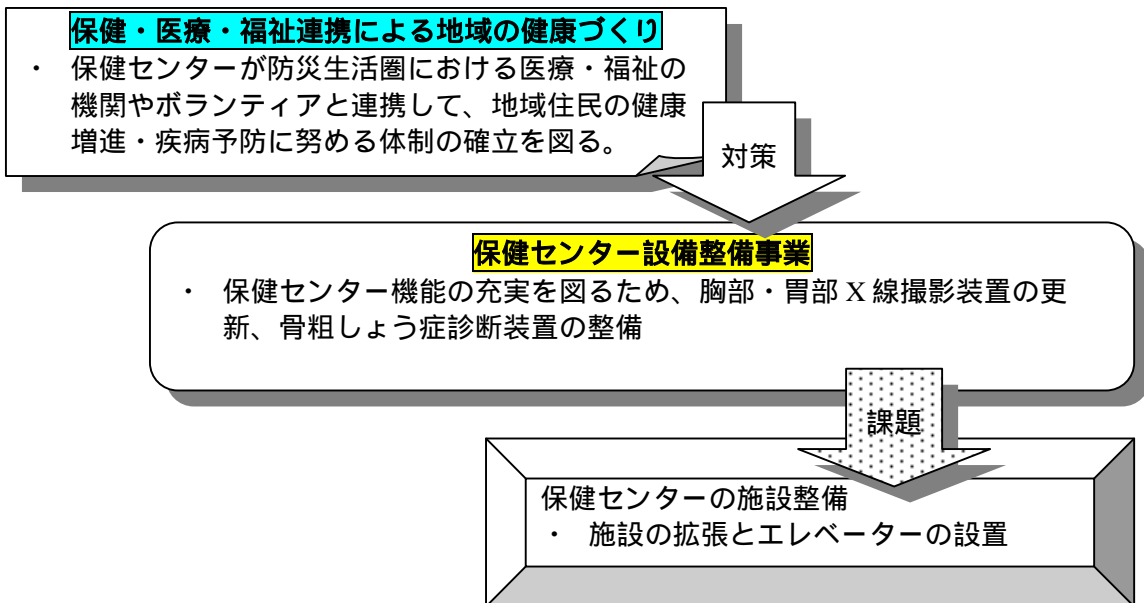 保健・医療・福祉連携による地域の健康づくり
・ 保健センターが防災生活圏における医療・福祉の
機関やボランティアと連携して、地域住民の健康
増進・疾病予防に努める体制の確立を図る。
対策
保健センター設備整備事業
・ 保健センター機能の充実を図るため、胸部・胃部 X 線撮影装置の更
新、骨粗しょう症診断装置の整備
課題
保健センターの施設整備
・ 施設の拡張とエレベーターの設置